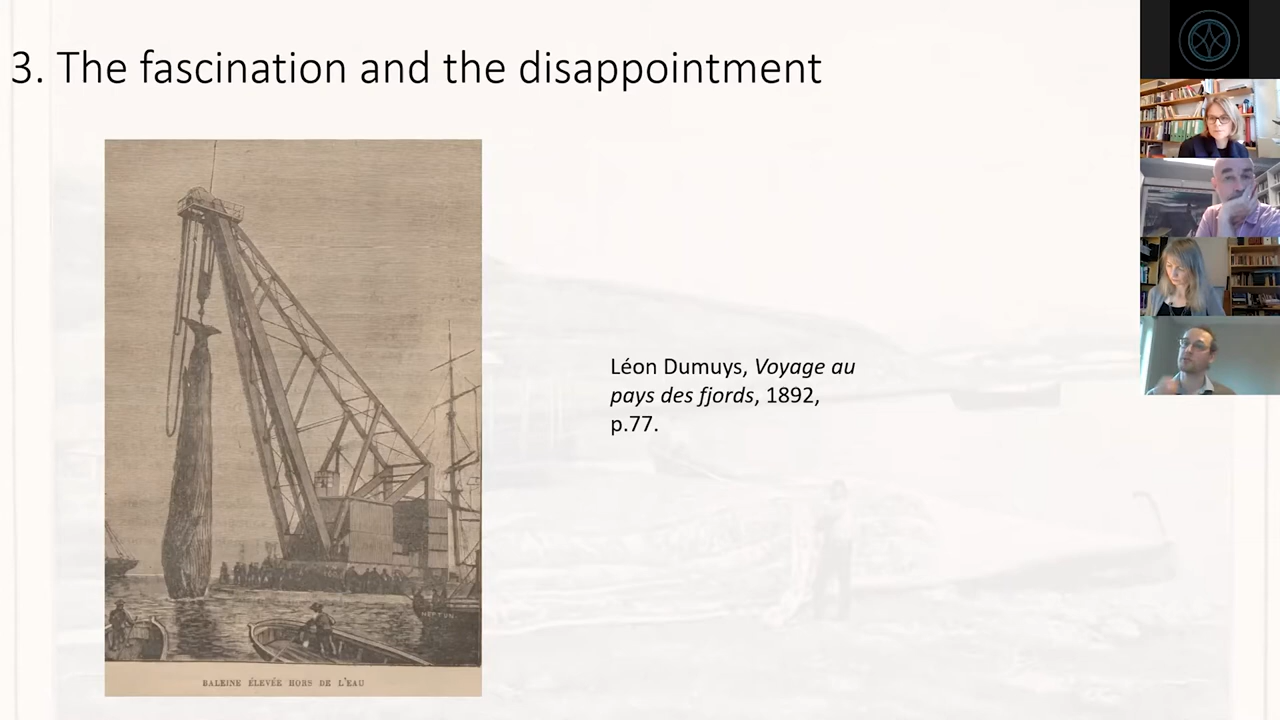 3. The fascination and the disappointment
Léon Dumuys, Voyage au
pays des fjords, 1892,
p.77.
NEPTUN
BALEINE ÉLEVÉE HORS DE L'EAU